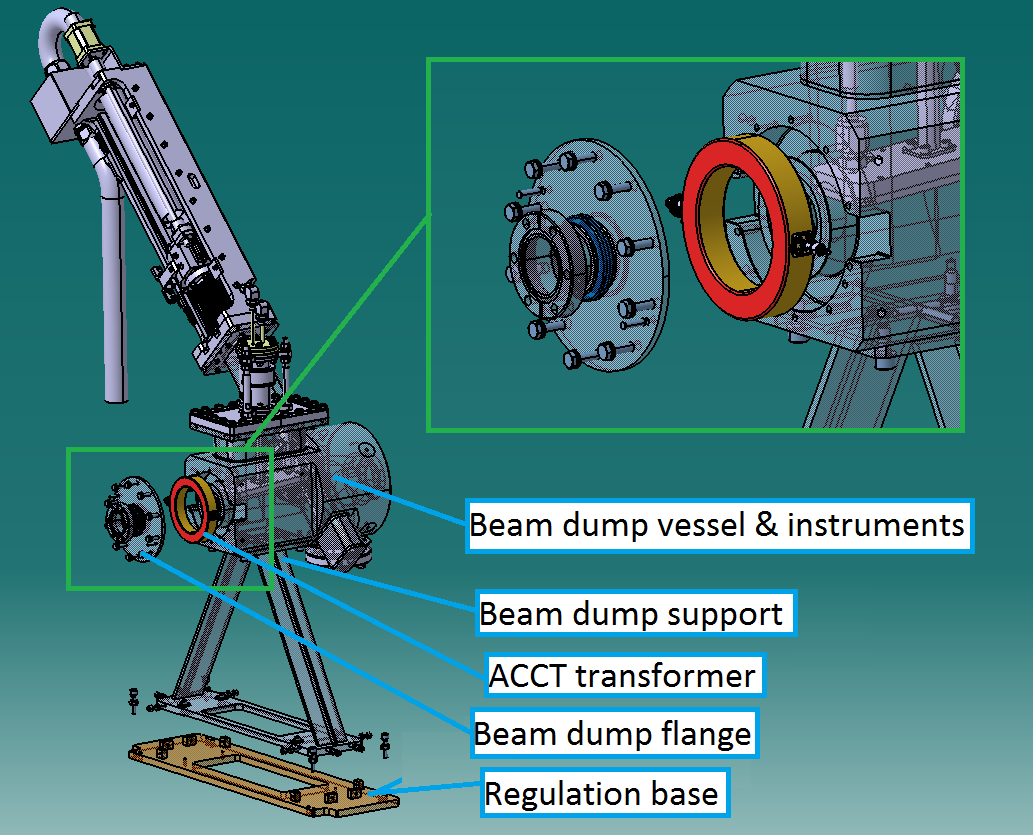 Beam dump vessel & instruments
Beam dump support
ACCT transformer
Beam dump flange
Regulation base